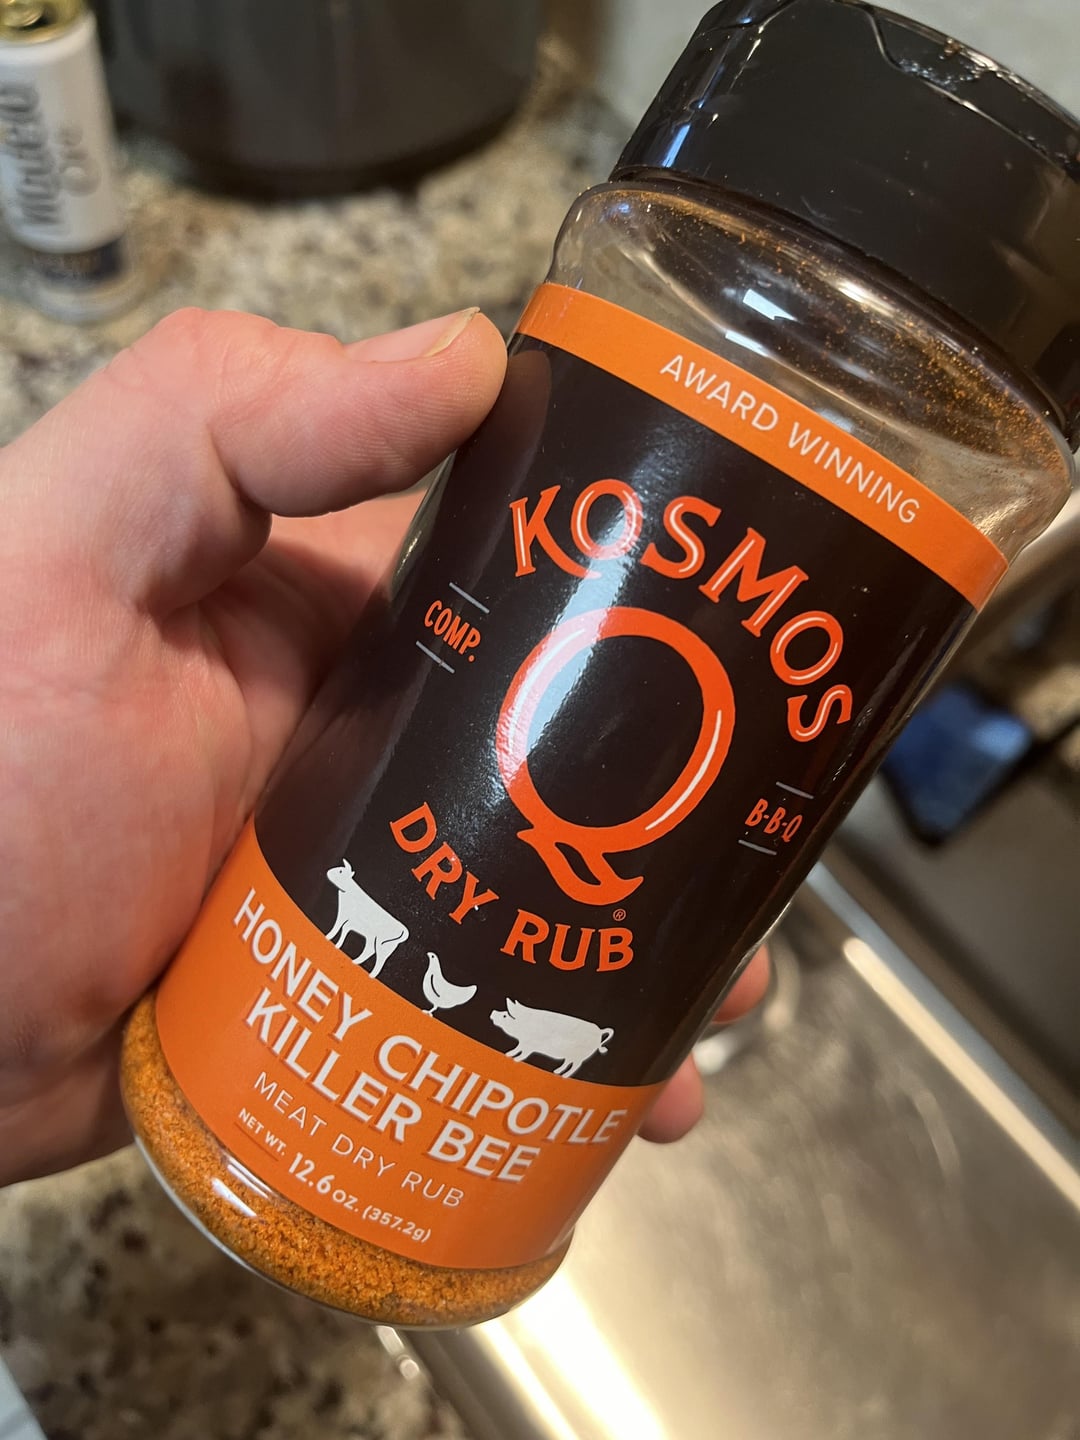 AWARD WINNING
KOSMOS
COMP.
Q
B-B-Q
DRY RUB®
HONEY CHIPOTLE
KILLER BEE
MEAT DRY RUB
NET WT. 12.6 oz. (357.2g)